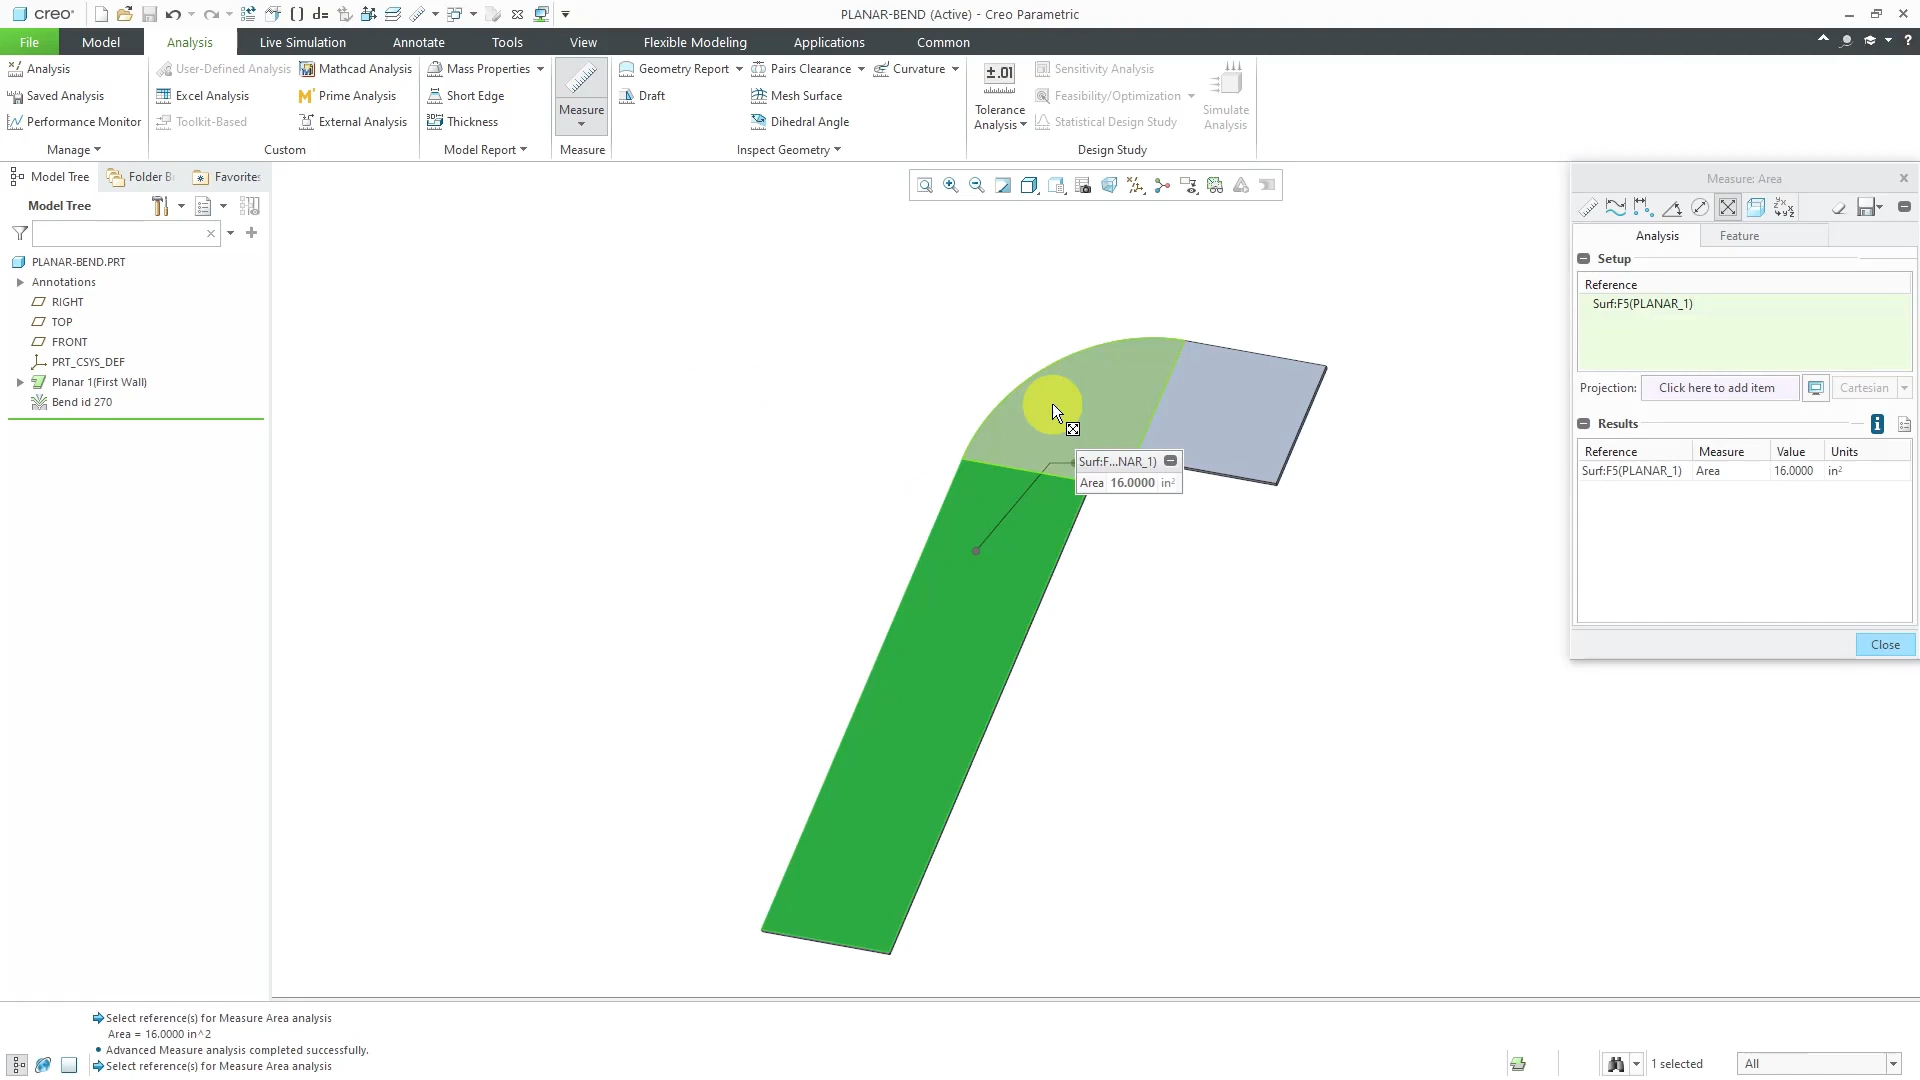 creo
PLANAR-BEND (Active) - Creo Parametric
File
Model
Analysis
Live Simulation
Annotate
Tools
View
Flexible Modeling
Applications
Common
Analysis
Saved Analysis
Performance Monitor
Manage
User-Defined Analysis
Excel Analysis
Toolkit-Based
Mathcad Analysis
Prime Analysis
External Analysis
Custom
Mass Properties
Short Edge
Thickness
Model Report
Measure
Measure
Geometry Report
Draft
Pairs Clearance
Mesh Surface
Dihedral Angle
Curvature
Inspect Geometry
±.01
Tolerance
Analysis
Sensitivity Analysis
Feasibility/Optimization
Statistical Design Study
Simulate
Analysis
Design Study
Model Tree
Folder B
Favorites
Model Tree
PLANAR-BEND.PRT
Annotations
RIGHT
TOP
FRONT
PRT_CSYS_DEF
Planar 1(First Wall)
Bend id 270
Surf:F...NAR_1)
Area 16.0000 in²
Measure: Area
Analysis
Feature
Setup
Reference
Surf:F5(PLANAR_1)
Projection:
Click here to add item
Cartesian
Results
Reference Measure Value Units
Surf:F5(PLANAR_1) Area 16.0000 in²
Close
Select reference(s) for Measure Area analysis
Area = 16.0000 in^2
Advanced Measure analysis completed successfully.
Select reference(s) for Measure Area analysis
1 selected
All